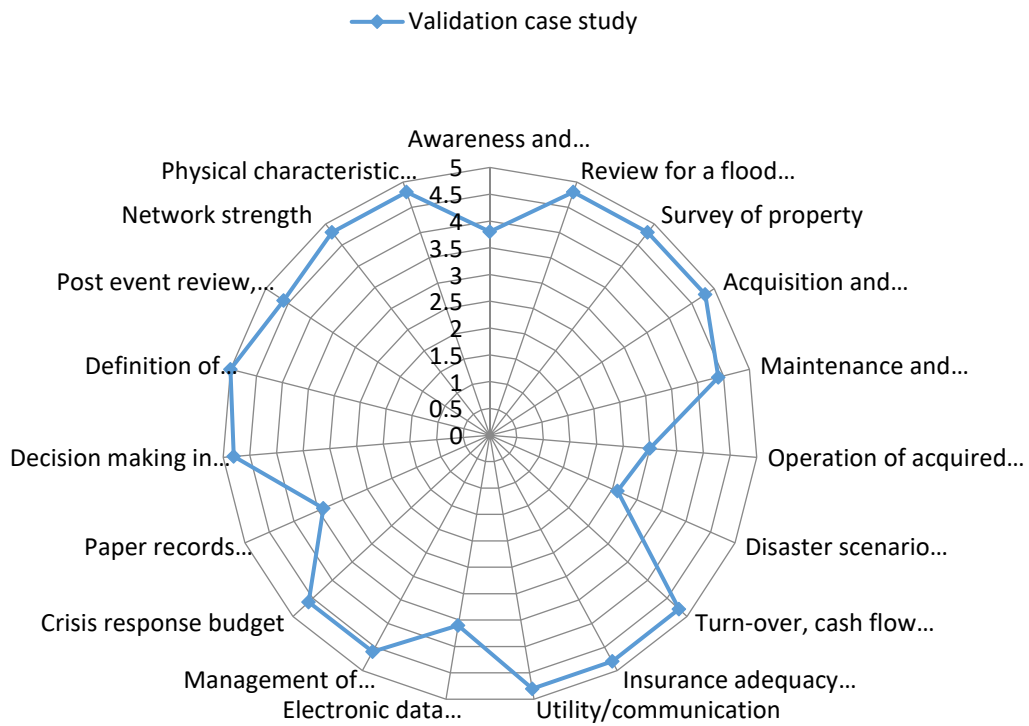 Validation case study
Awareness and...
Review for a flood...
Survey of property
Acquisition and...
Maintenance and...
Operation of acquired...
Disaster scenario...
Turn-over, cash flow...
Insurance adequacy...
Utility/communication
Electronic data...
Management of...
Crisis response budget
Paper records...
Decision making in...
Definition of...
Post event review,...
Network strength
Physical characteristic...
5
4.5
4
3.5
3
2.5
2
1.5
1
0.5
0